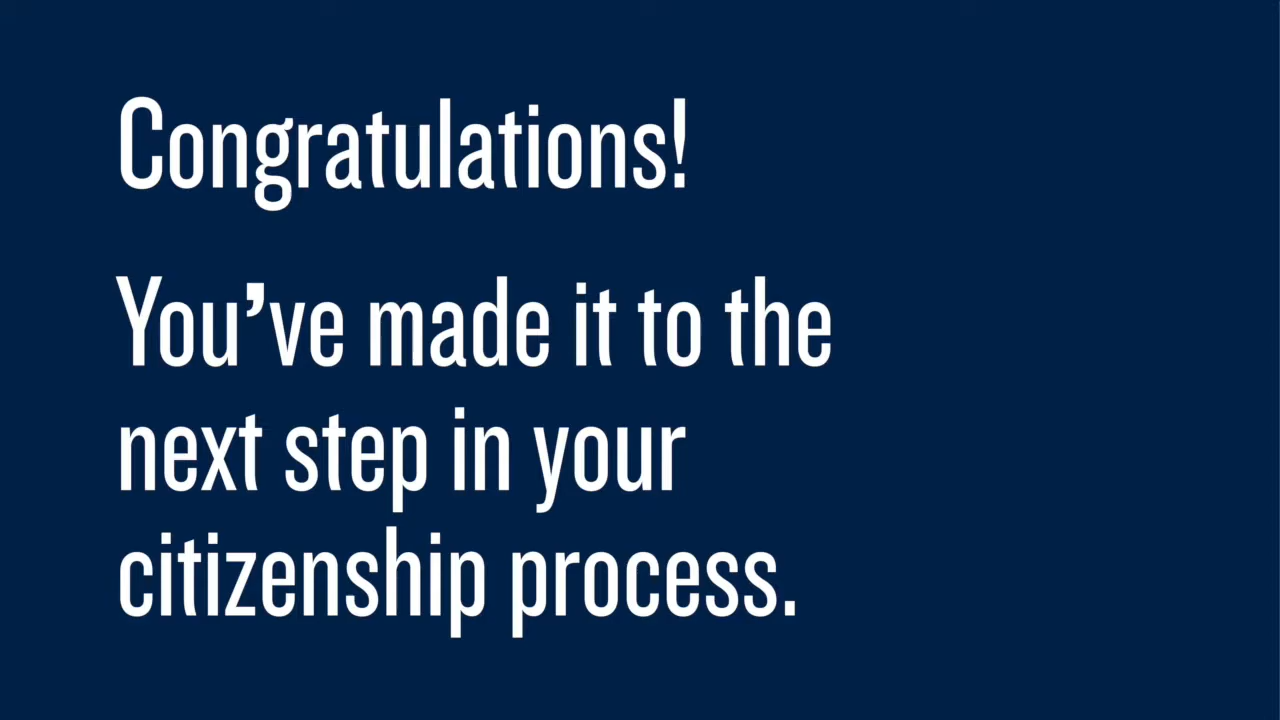 Congratulations!
You’ve made it to the
next step in your
citizenship process.